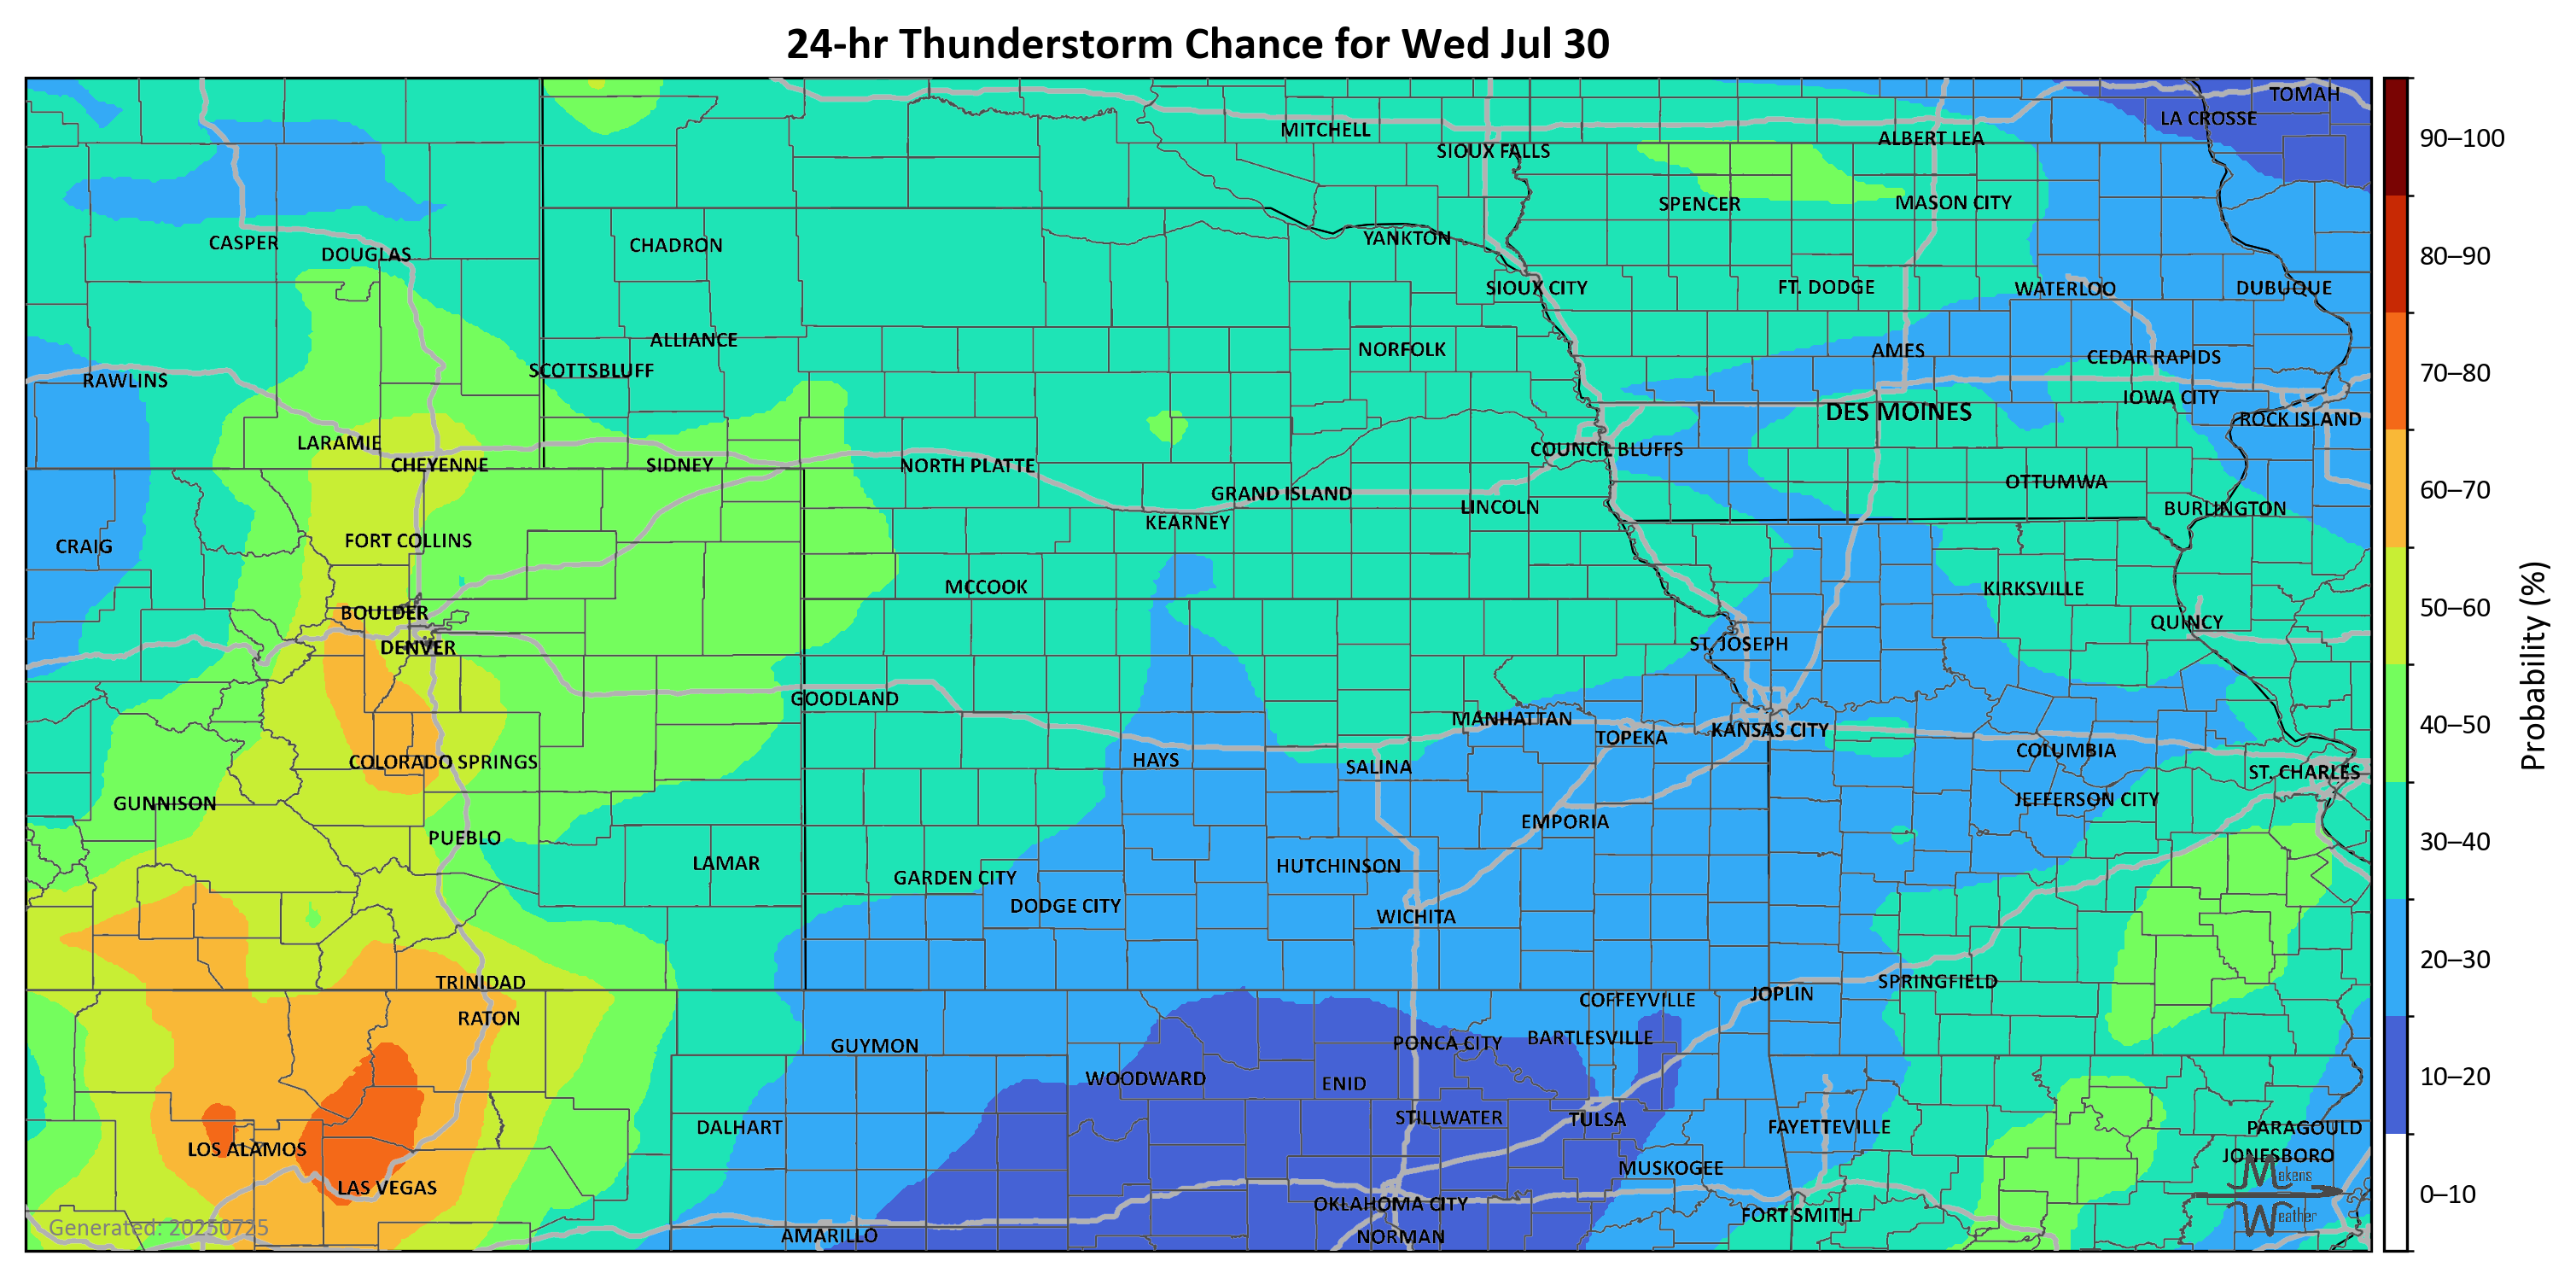 24-hr Thunderstorm Chance for Wed Jul 30
TOMAH
LA CROSSE
MITCHELL
ALBERT LEA
90–100
SIOUX FALLS
SPENCER
MASON CITY
CASPER
DOUGLAS
CHADRON
YANKTON
80–90
SIOUX CITY
FT. DODGE
WATERLOO
DUBUQUE
ALLIANCE
NORFOLK
AMES
CEDAR RAPIDS
RAWLINS
SCOTTSBLUFF
70–80
IOWA CITY
DES MOINES
ROCK ISLAND
LARAMIE
COUNCIL BLUFFS
CHEYENNE
SIDNEY
NORTH PLATTE
GRAND ISLAND
OTTUMWA
60–70
LINCOLN
BURLINGTON
KEARNEY
CRAIG
FORT COLLINS
MCCOOK
KIRKSVILLE
BOULDER
50–60
QUINCY
DENVER
ST. JOSEPH
GOODLAND
MANHATTAN
TOPEKA
KANSAS CITY
40–50
COLUMBIA
COLORADO SPRINGS
HAYS
SALINA
ST. CHARLES
GUNNISON
JEFFERSON CITY
EMPORIA
PUEBLO
30–40
LAMAR
GARDEN CITY
HUTCHINSON
DODGE CITY
WICHITA
20–30
TRINIDAD
SPRINGFIELD
JOPLIN
COFFEYVILLE
RATON
GUYMON
PONCA CITY
BARTLESVILLE
WOODWARD
ENID
10–20
DALHART
STILLWATER
TULSA
FAYETTEVILLE
PARAGOULD
LOS ALAMOS
JONESBORO
MUSKOGEE
Makens
LAS VEGAS
OKLAHOMA CITY
0–10
FORT SMITH
Weather
Generated: 20250725
AMARILLO
NORMAN
Probability (%)